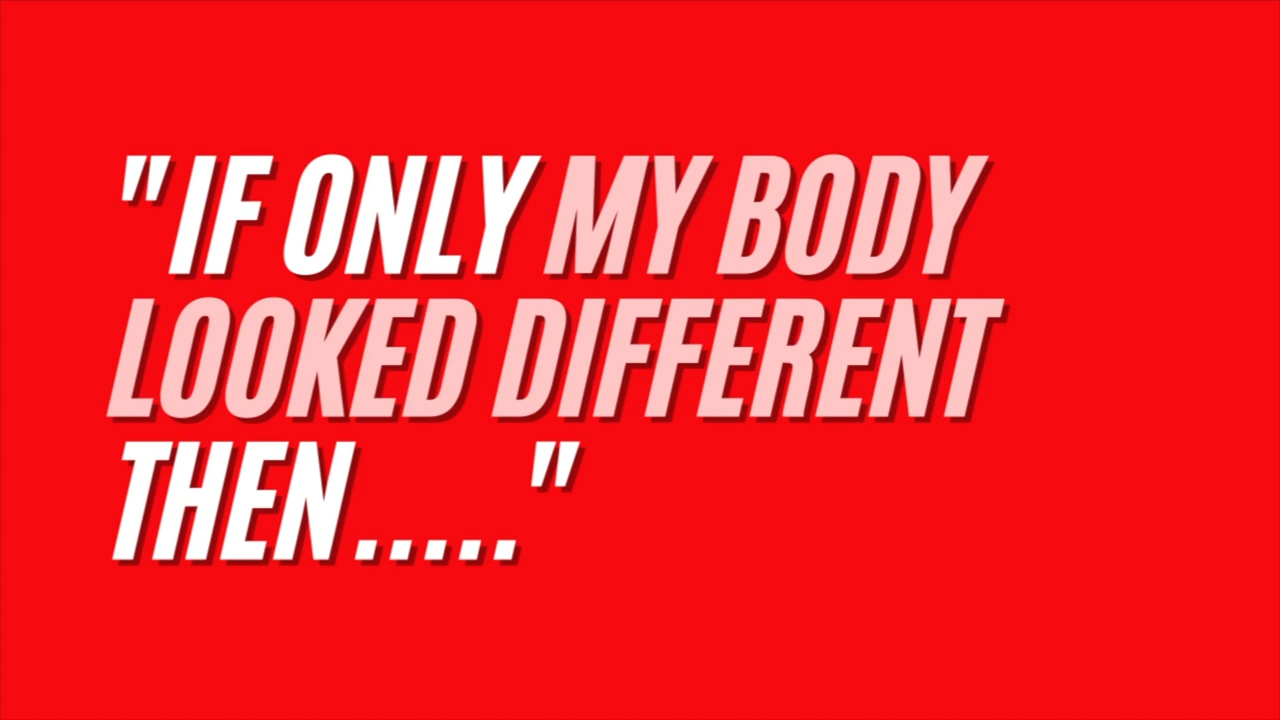 "IF ONLY MY BODY
LOOKED DIFFERENT
THEN....."